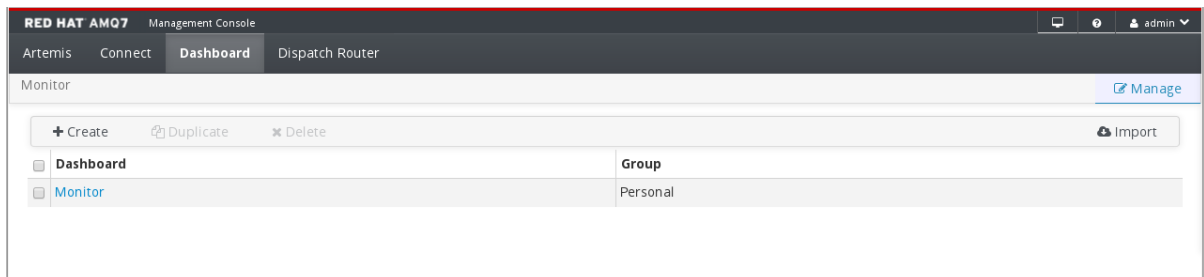 RED HAT AMQ7 Management Console admin
Artemis Connect Dashboard Dispatch Router
Monitor Manage
Create Duplicate Delete Import
Dashboard Group
Monitor Personal